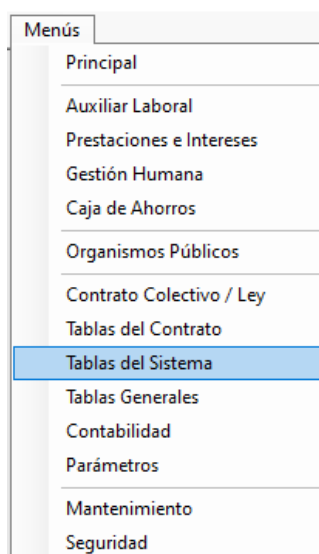 Menús
Principal
Auxiliar Laboral
Prestaciones e Intereses
Gestión Humana
Caja de Ahorros
Organismos Públicos
Contrato Colectivo / Ley
Tablas del Contrato
Tablas del Sistema
Tablas Generales
Contabilidad
Parámetros
Mantenimiento
Seguridad